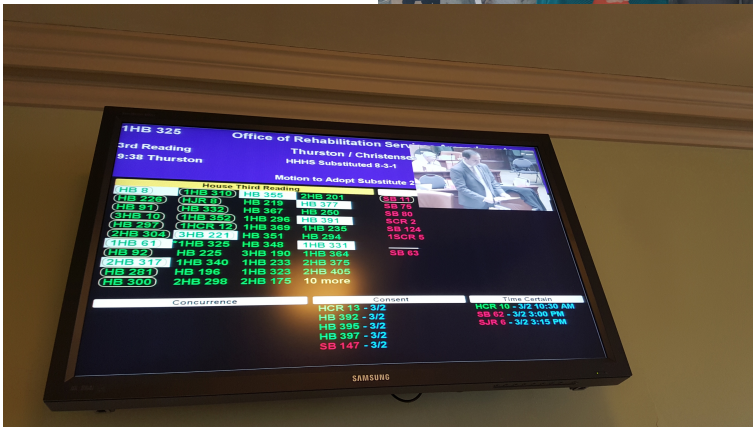 1HB 325
Office of Rehabilitation
3rd Reading
Thurston / Christense
9:38 Thurston
HHHS Substituted 8-3-1
Motion to Adopt Substitute 2
House Third Reading
HB 8) (1HB 310) HB 355 2HB 201
(HB 226) (HJR 8) HB 219 HB 377
(HB 91) (HB 332) HB 367 HB 250
(3HB 10) (1HB 352) 1HB 296 HB 391
(HB 297) (1HCR 12) 1HB 369 1HB 235
(2HB 304) 3HB 221 HB 351 HB 294
(1HB 61) *1HB 325 HB 348 1HB 331
(HB 92) HB 225 3HB 190 1HB 364
2HB 317 1HB 340 1HB 233 2HB 375
(HB 281) HB 196 1HB 323 2HB 405
(HB 300) 2HB 298 2HB 175 10 more
(SB 11)
SB 75
SB 80
SCR 2
SB 124
1SCR 5
SB 63
Concurrence
Consent
HCR 13 - 3/2
HB 392 - 3/2
HB 395 - 3/2
HB 397 - 3/2
SB 147 - 3/2
Time Certain
HCR 10 - 3/2 10:30 AM
SB 62 - 3/2 3:00 PM
SJR 6 - 3/2 3:15 PM
SAMSUNG